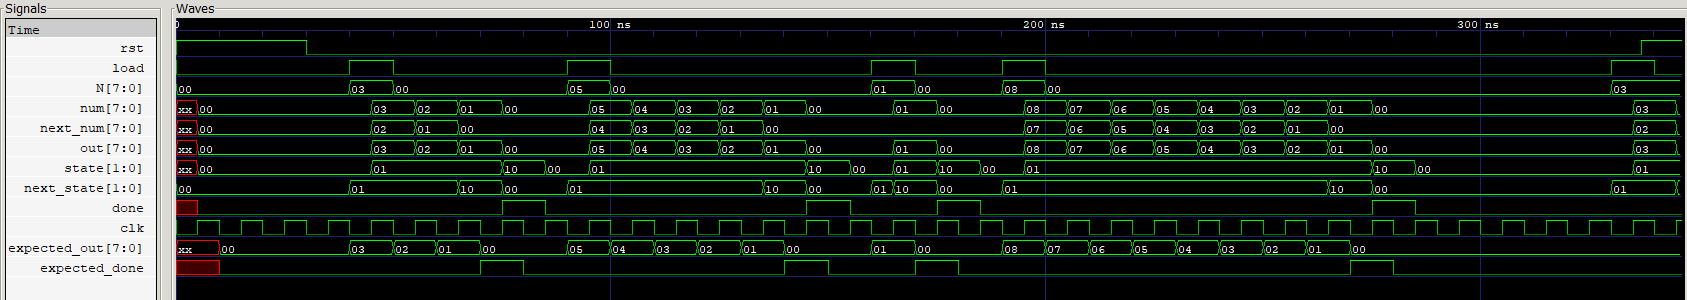 Signals Waves
Time 0 100 ns 200 ns 300 ns
rst
load
N[7:0] 00 03 00 05 00 01 00 08 00 03
num[7:0] xx 00 03 02 01 00 05 04 03 02 01 00 01 00 08 07 06 05 04 03 02 01 00 03
next_num[7:0] xx 00 02 01 00 04 03 02 01 00 07 06 05 04 03 02 01 00 02
out[7:0] xx 00 03 02 01 00 05 04 03 02 01 00 01 00 08 07 06 05 04 03 02 01 00 03
state[1:0] xx 00 01 10 00 01 10 00 01 10 00 01 10 00 01
next_state[1:0] 00 01 10 00 01 10 00 01 10 00 01 10 00 01
done
clk
expected_out[7:0] xx 00 03 02 01 00 05 04 03 02 01 00 01 00 08 07 06 05 04 03 02 01 00
expected_done